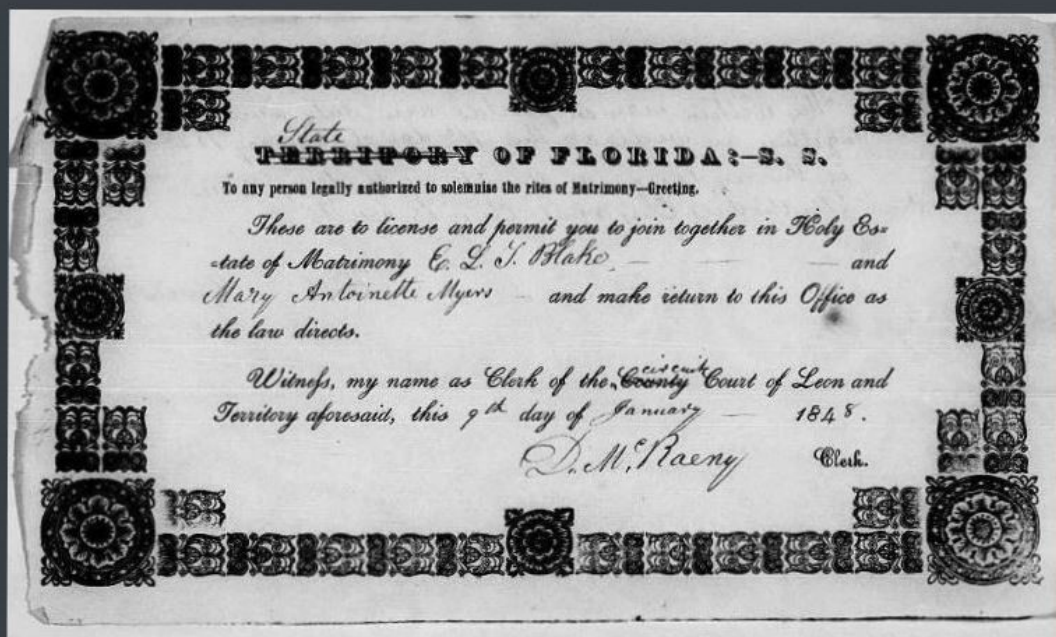 State
TERRITORY OF FLORIDA:—S. S.
To any person legally authorized to solemnise the rites of Matrimony—Greeting.
These are to license and permit you to join together in Holy Es=
=tate of Matrimony E. L. T. Blake — — — and
Mary Antoinette Myers — and make return to this Office as
the law directs.
circuit
Witness, my name as Clerk of the County Court of Leon and
Territory aforesaid, this 9th day of January — 1848.
D. McRaeny Clerk.